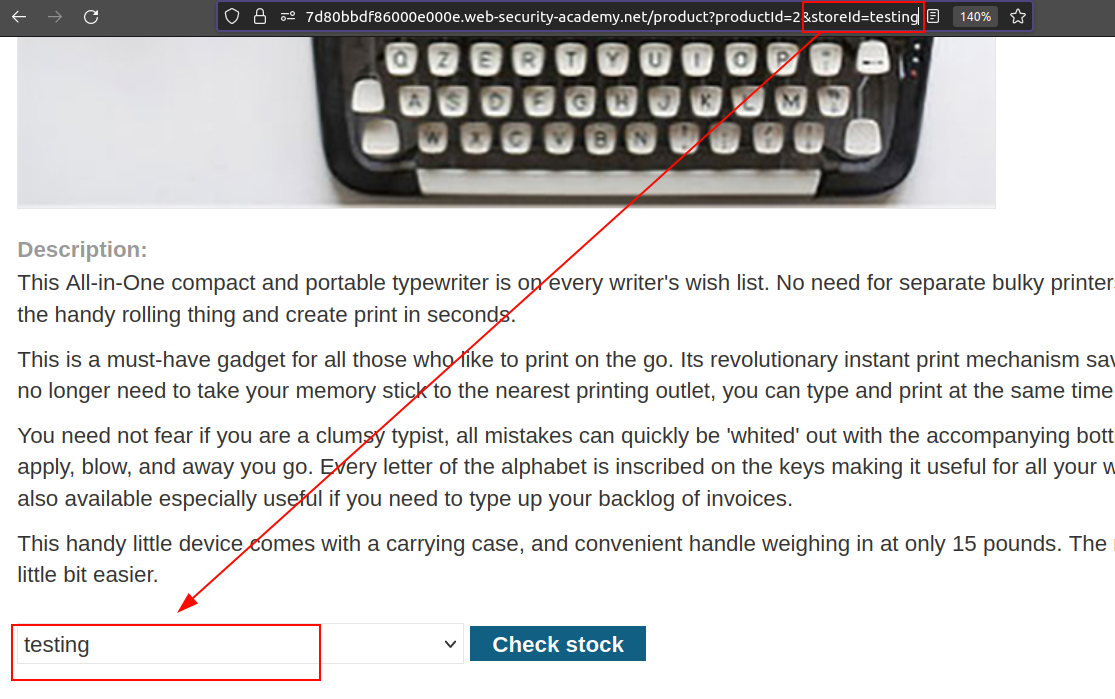 7d80bbdf86000e000e.web-security-academy.net/product?productId=2&storeId=testing 140%
Q Z E R T Y U I O P
A S D F G H J K L M
W X C V B N
Description:
This All-in-One compact and portable typewriter is on every writer's wish list. No need for separate bulky printer
the handy rolling thing and create print in seconds.
This is a must-have gadget for all those who like to print on the go. Its revolutionary instant print mechanism sav
no longer need to take your memory stick to the nearest printing outlet, you can type and print at the same time
You need not fear if you are a clumsy typist, all mistakes can quickly be 'whited' out with the accompanying bott
apply, blow, and away you go. Every letter of the alphabet is inscribed on the keys making it useful for all your w
also available especially useful if you need to type up your backlog of invoices.
This handy little device comes with a carrying case, and convenient handle weighing in at only 15 pounds. The
little bit easier.
testing Check stock